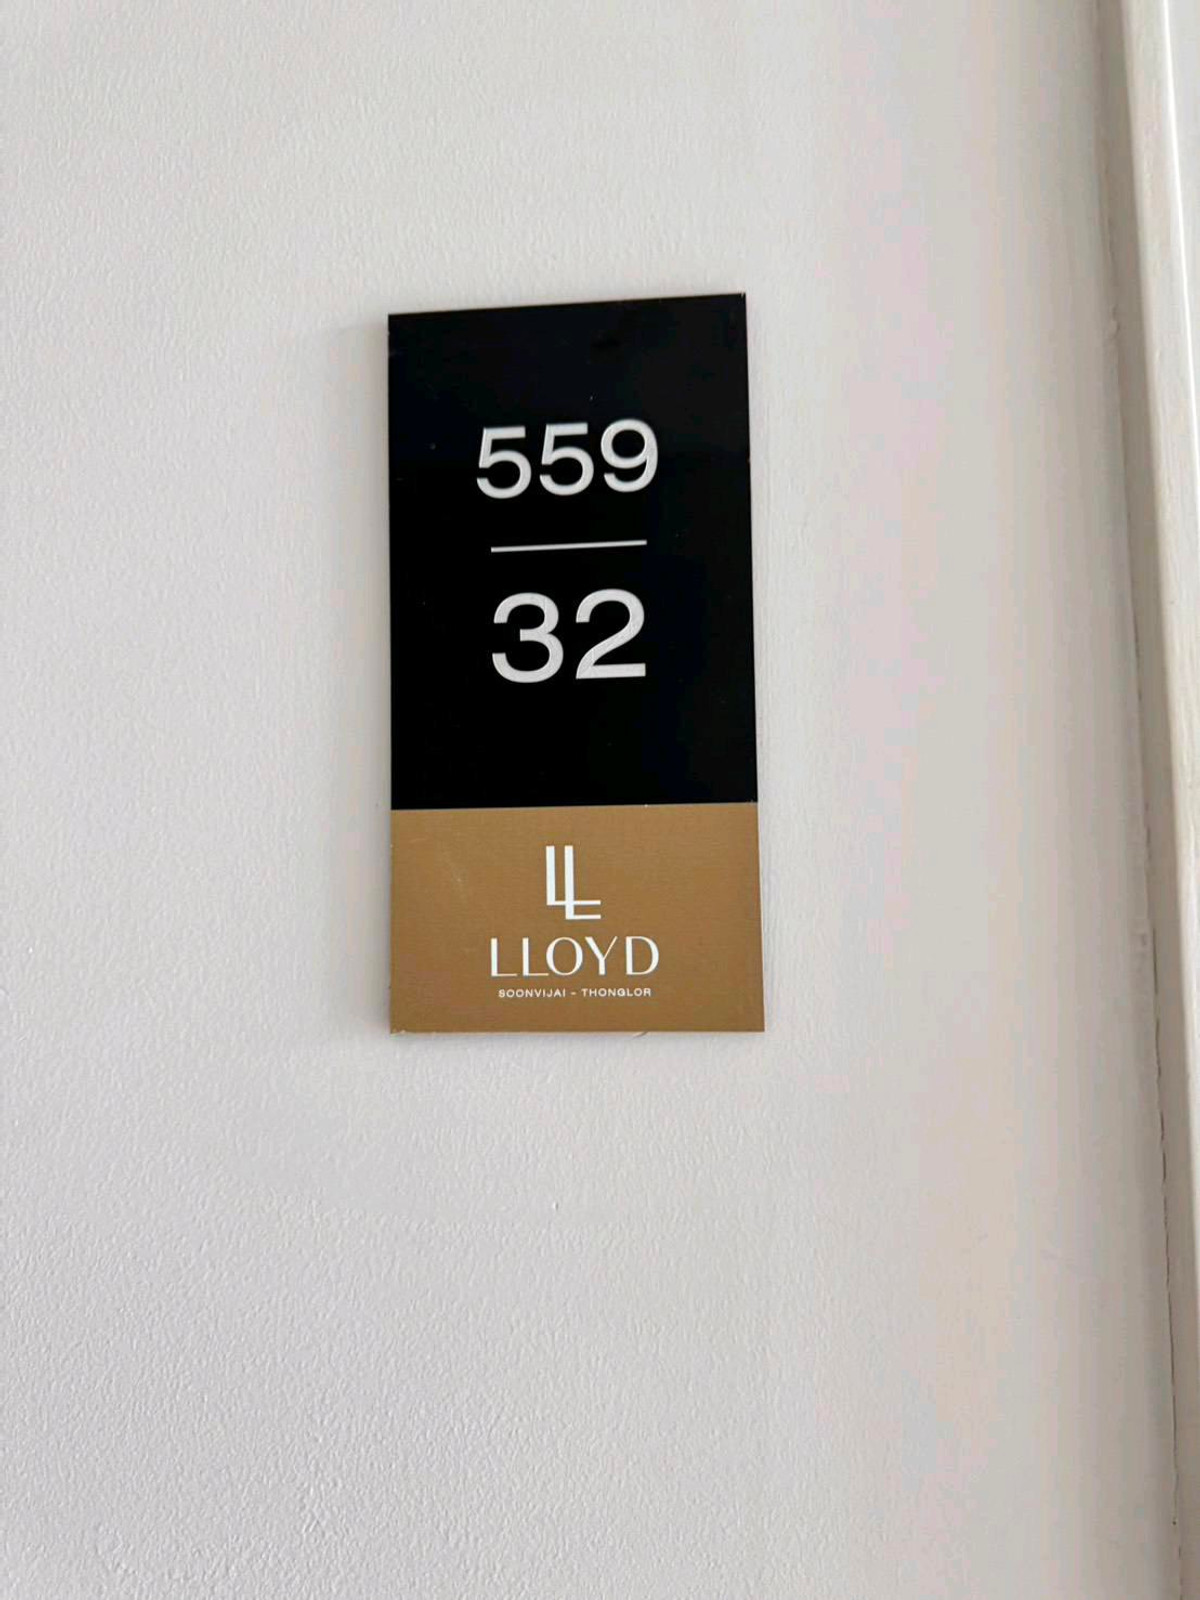 559
32
LL
LLOYD
SOONVIJAI - THONGLOR